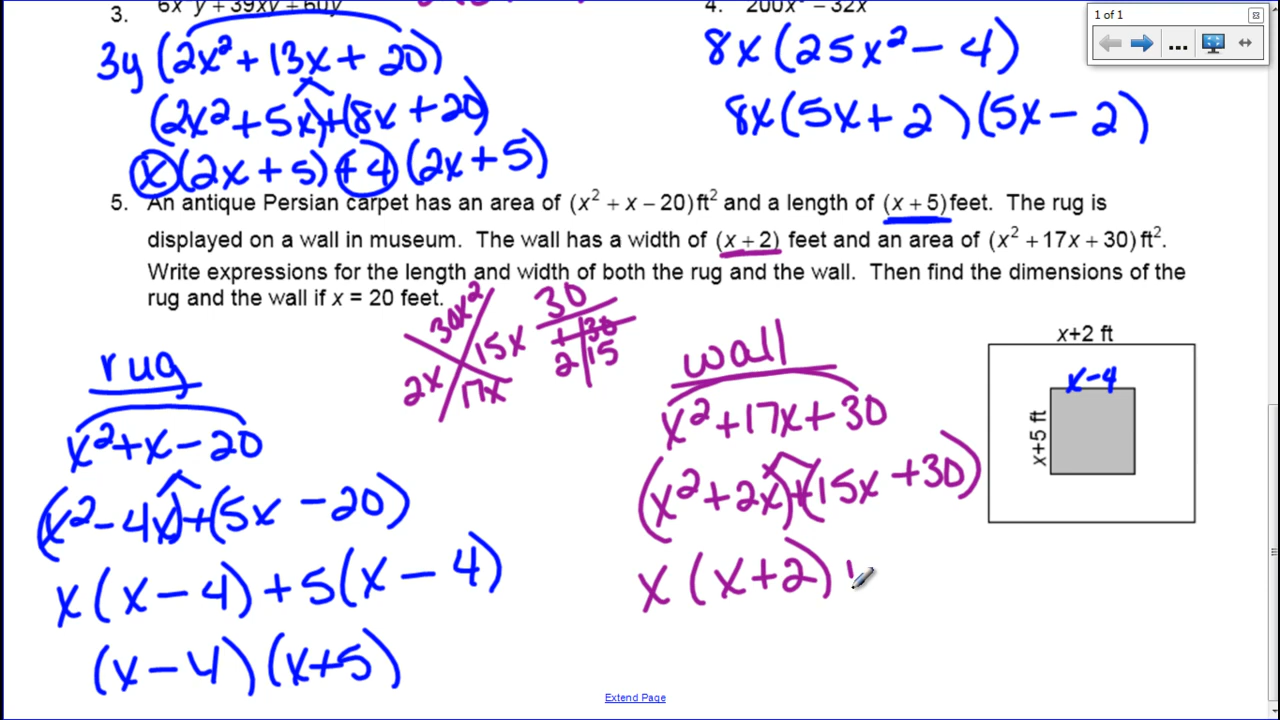 3. 6x²y + 39xy + 60y
3y (2x² + 13x + 20)
(2x² + 5x) + (8x + 20)
x (2x + 5) + 4 (2x + 5)
4. 200x³ − 32x
8x (25x² − 4)
8x (5x + 2) (5x − 2)
1 of 1
5. An antique Persian carpet has an area of (x² + x − 20) ft² and a length of (x + 5) feet. The rug is
displayed on a wall in museum. The wall has a width of (x + 2) feet and an area of (x² + 17x + 30) ft².
Write expressions for the length and width of both the rug and the wall. Then find the dimensions of the
rug and the wall if x = 20 feet.
30x²
2x 15x
17x
30
1 30
2 15
rug
x² + x − 20
(x² − 4x) + (5x − 20)
x (x − 4) + 5 (x − 4)
(x − 4) (x + 5)
wall
x² + 17x + 30
(x² + 2x) + (15x + 30)
x (x + 2)
x+2 ft
x−4
x+5 ft
Extend Page